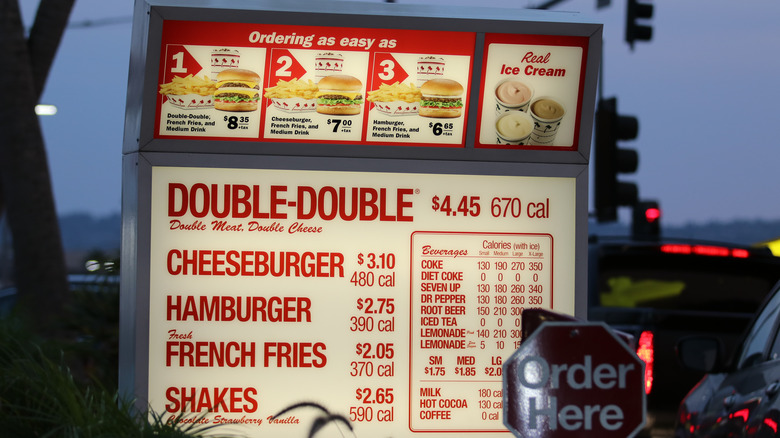 Ordering as easy as
1
Double-Double,
French Fries, and
Medium Drink
$8.35
+tax
2
Cheeseburger,
French Fries, and
Medium Drink
$7.00
+tax
3
Hamburger,
French Fries, and
Medium Drink
$6.65
+tax
Real
Ice Cream
DOUBLE-DOUBLE® $4.45 670 cal
Double Meat, Double Cheese
CHEESEBURGER $3.10
480 cal
HAMBURGER $2.75
390 cal
Fresh
FRENCH FRIES $2.05
370 cal
SHAKES $2.65
590 cal
Chocolate Strawberry Vanilla
Beverages Calories (with ice)
Small Medium Large X-Large
COKE 130 190 270 350
DIET COKE 0 0 0 0
SEVEN UP 130 180 260 340
DR PEPPER 130 180 260 350
ROOT BEER 150 210
ICED TEA 0 0 0
LEMONADE 140 210
LEMONADE 5 10
SM MED LG
$1.75 $1.85
MILK 180
HOT COCOA 130
COFFEE 0 cal
Order
Here